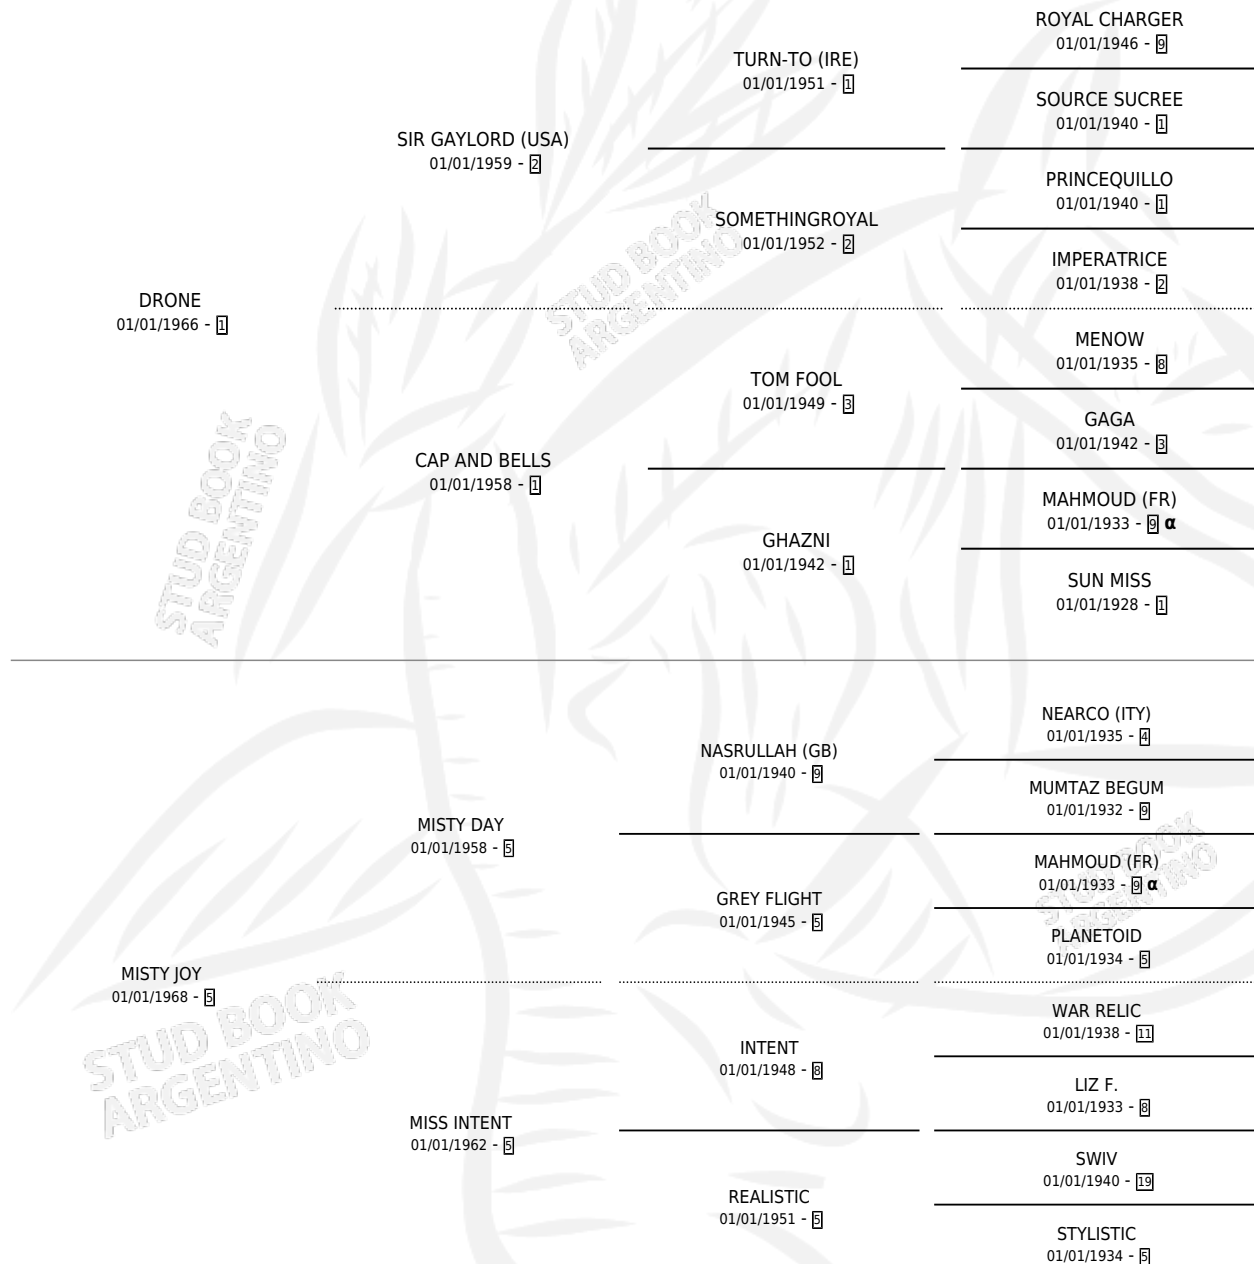 DRONE
01/01/1966 - 1
SIR GAYLORD (USA)
01/01/1959 - 2
TURN-TO (IRE)
01/01/1951 - 1
ROYAL CHARGER
01/01/1946 - 9
SOURCE SUCREE
01/01/1940 - 1
SOMETHINGROYAL
01/01/1952 - 2
PRINCEQUILLO
01/01/1940 - 1
IMPERATRICE
01/01/1938 - 2
CAP AND BELLS
01/01/1958 - 1
TOM FOOL
01/01/1949 - 3
MENOW
01/01/1935 - 8
GAGA
01/01/1942 - 3
GHAZNI
01/01/1942 - 1
MAHMOUD (FR)
01/01/1933 - 9 α
SUN MISS
01/01/1928 - 1
MISTY JOY
01/01/1968 - 5
MISTY DAY
01/01/1958 - 5
NASRULLAH (GB)
01/01/1940 - 9
NEARCO (ITY)
01/01/1935 - 4
MUMTAZ BEGUM
01/01/1932 - 9
GREY FLIGHT
01/01/1945 - 5
MAHMOUD (FR)
01/01/1933 - 9 α
PLANETOID
01/01/1934 - 5
MISS INTENT
01/01/1962 - 5
INTENT
01/01/1948 - 8
WAR RELIC
01/01/1938 - 11
LIZ F.
01/01/1933 - 8
REALISTIC
01/01/1951 - 5
SWIV
01/01/1940 - 19
STYLISTIC
01/01/1934 - 5
STUD BOOK
ARGENTINO
STUD BOOK
ARGENTINO
STUD BOOK
ARGENTINO
STUD BOOK
ARGENTINO